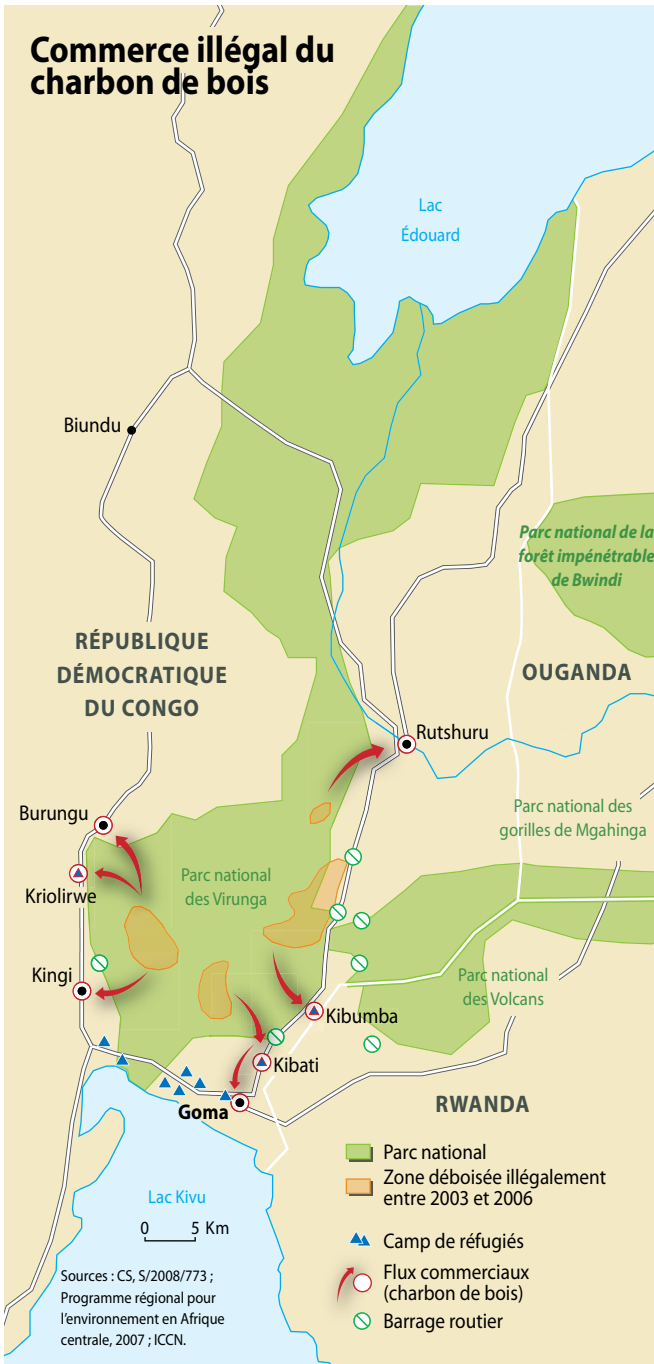 Commerce illégal du
charbon de bois
Lac
Édouard
Biundu
Parc national de la
forêt impénétrable
de Bwindi
RÉPUBLIQUE
DÉMOCRATIQUE
DU CONGO
OUGANDA
Rutshuru
Burungu
Parc national des
gorilles de Mgahinga
Kriolirwe
Parc national
des Virunga
Kingi
Parc national
des Volcans
Kibumba
Kibati
Goma
RWANDA
Parc national
Zone déboisée illégalement
entre 2003 et 2006
Lac Kivu
0 5 Km
Camp de réfugiés
Flux commerciaux
(charbon de bois)
Barrage routier
Sources : CS, S/2008/773 ;
Programme régional pour
l'environnement en Afrique
centrale, 2007 ; ICCN.